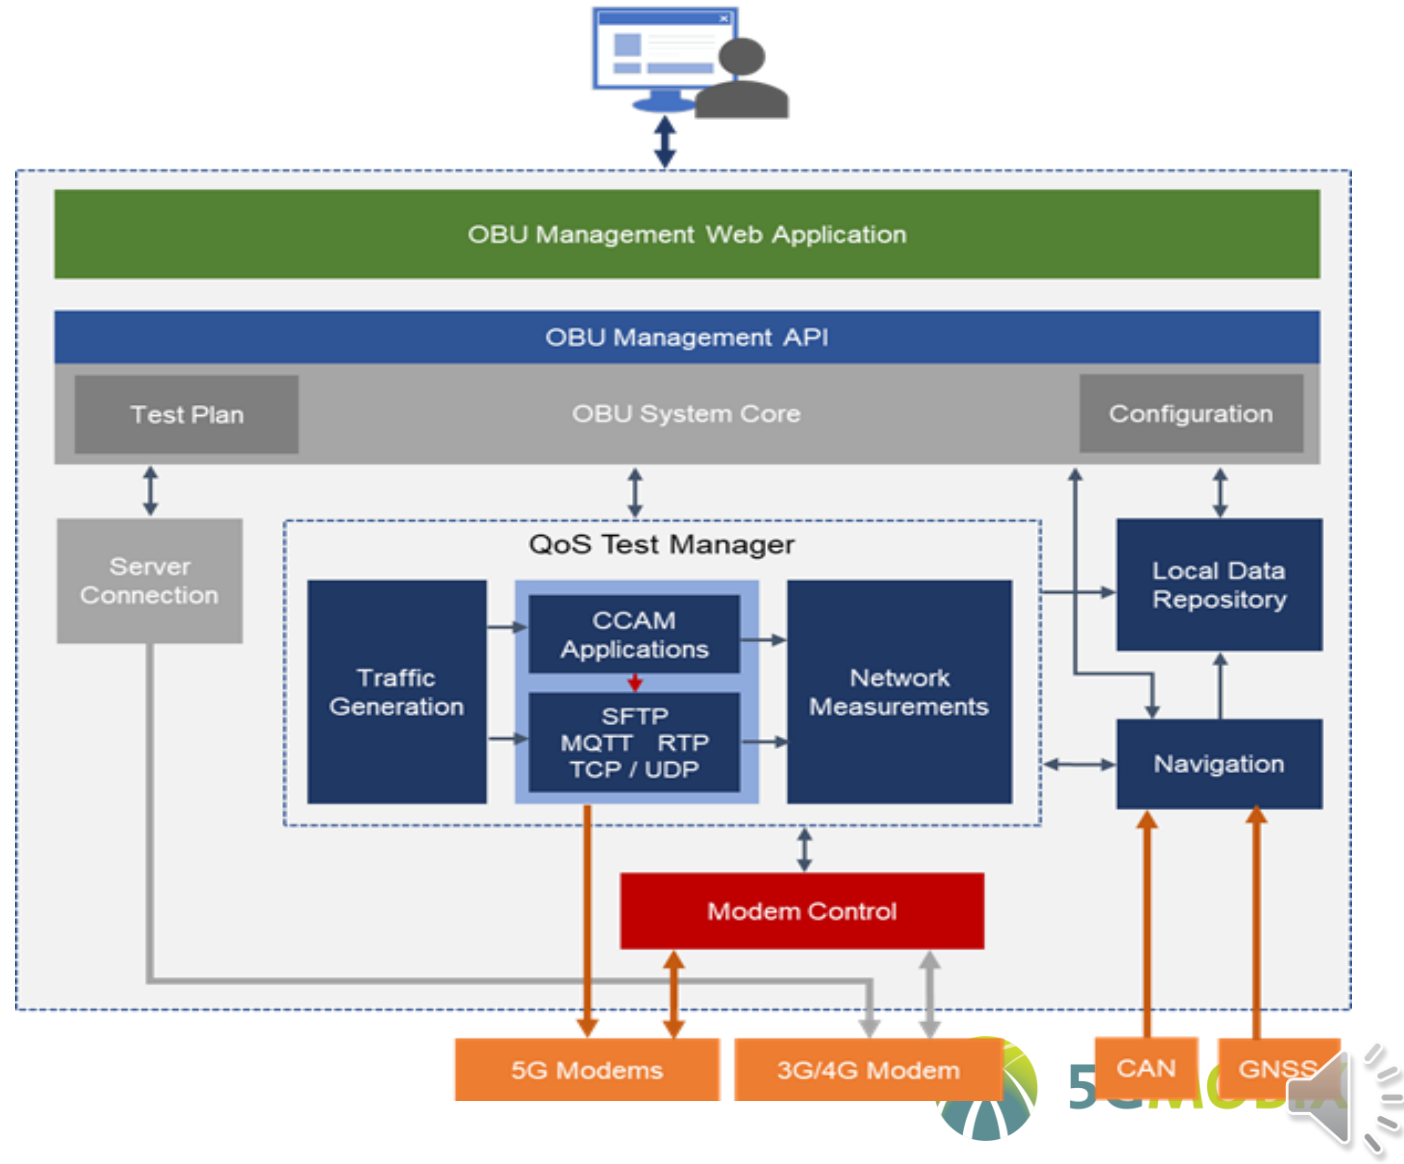 OBU Management Web Application
OBU Management API
Test Plan
OBU System Core
Configuration
Server
Connection
QoS Test Manager
Local Data
Repository
Traffic
Generation
CCAM
Applications
SFTP
MQTT RTP
TCP / UDP
Network
Measurements
Navigation
Modem Control
5G Modems
3G/4G Modem
CAN
GNSS